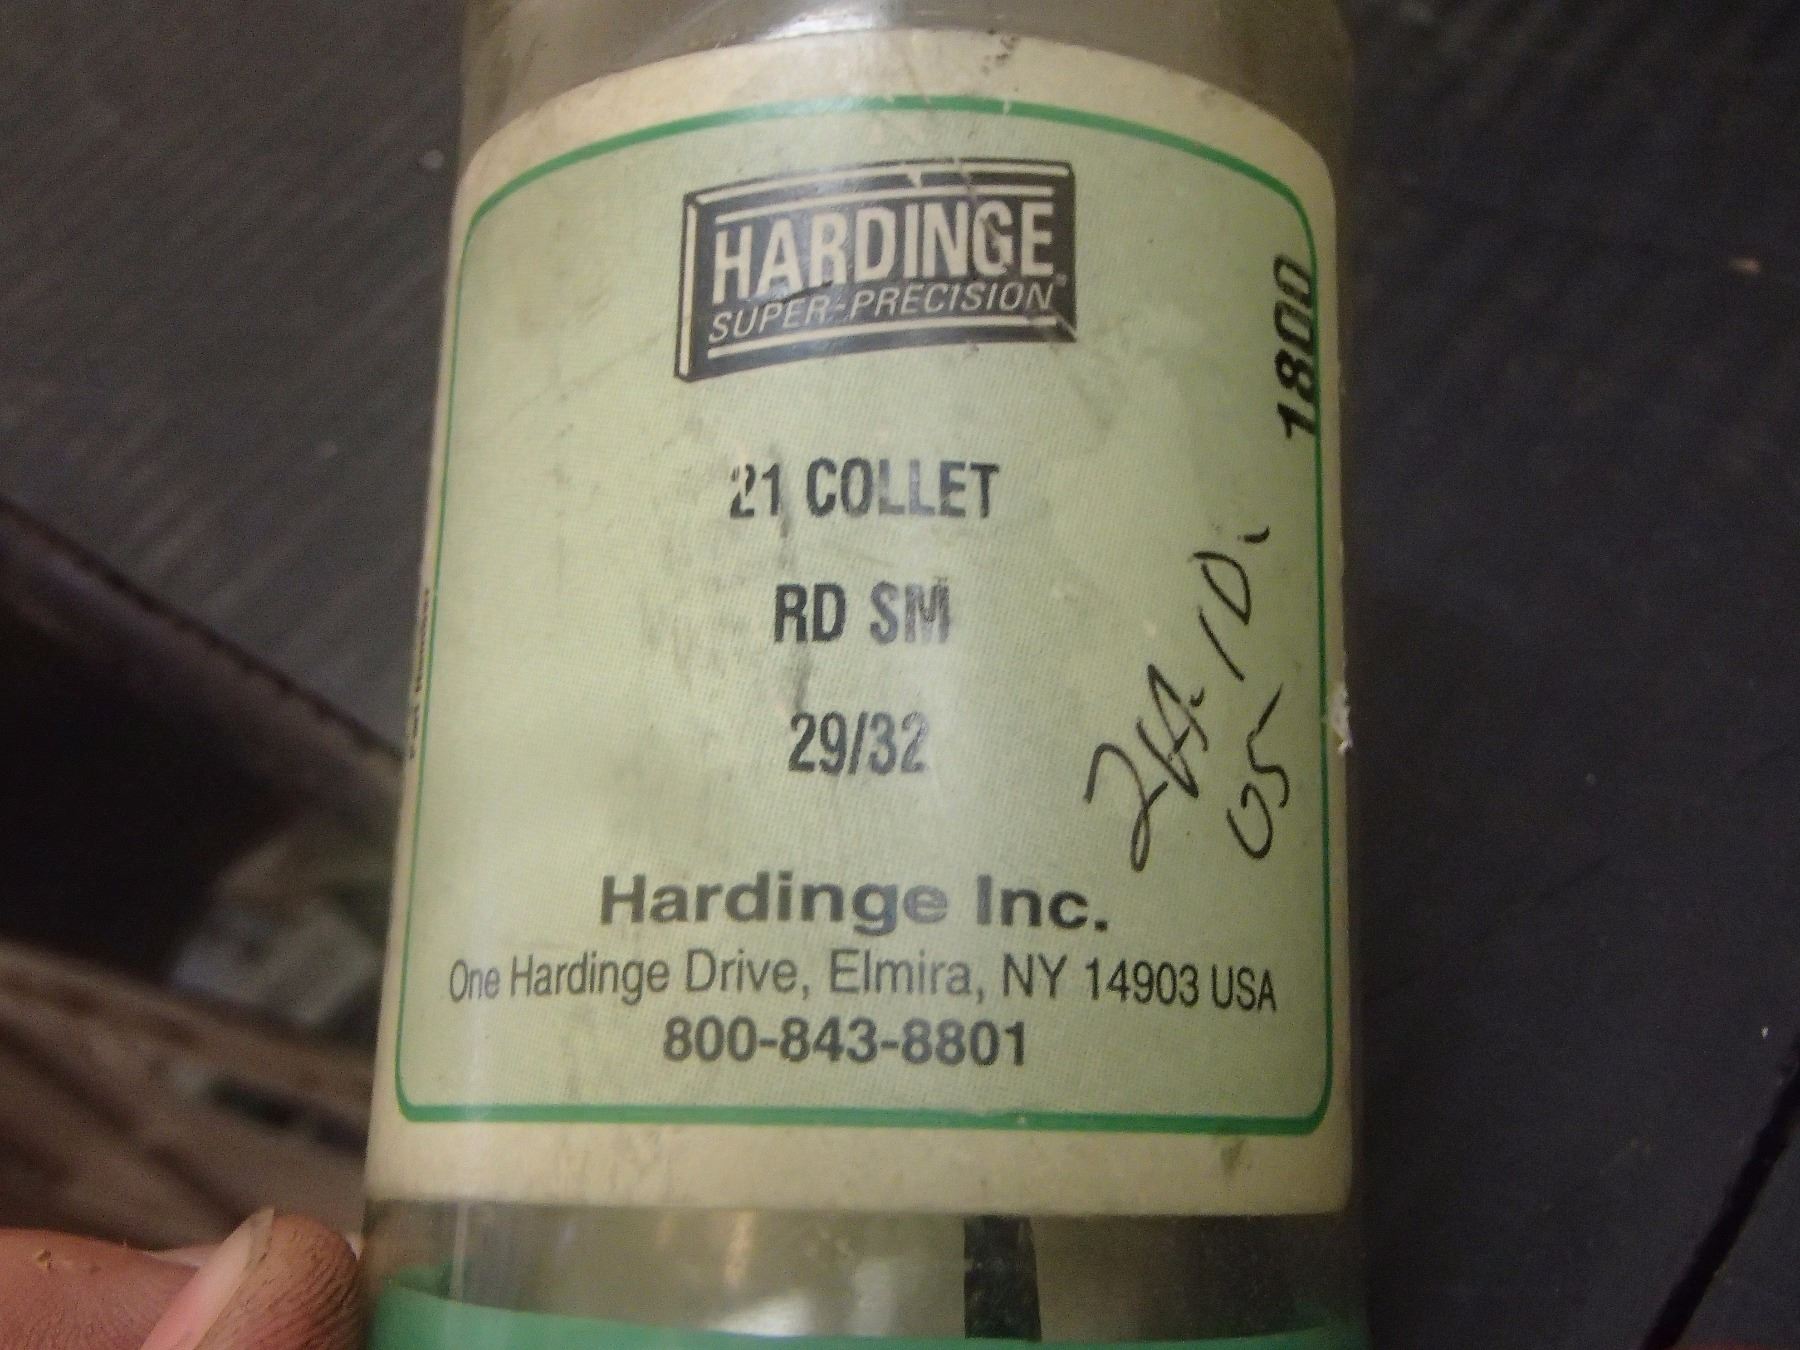 HARDINGE
SUPER-PRECISION®
1800
21 COLLET
RD SM
29/32
Hardinge Inc.
One Hardinge Drive, Elmira, NY 14903 USA
800-843-8801